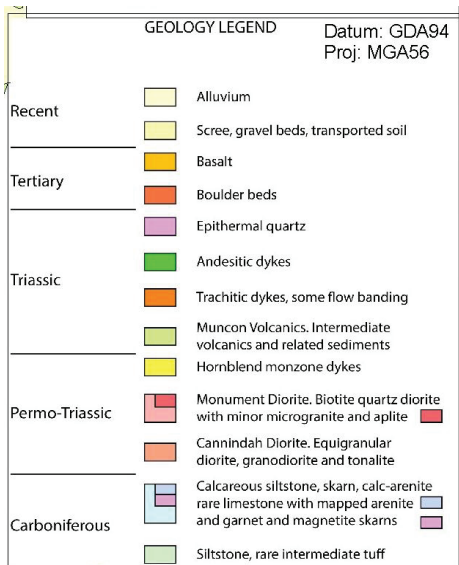 GEOLOGY LEGEND
Datum: GDA94
Proj: MGA56
Recent
Alluvium
Scree, gravel beds, transported soil
Tertiary
Basalt
Boulder beds
Triassic
Epithermal quartz
Andesitic dykes
Trachitic dykes, some flow banding
Muncon Volcanics. Intermediate
volcanics and related sediments
Permo-Triassic
Hornblend monzone dykes
Monument Diorite. Biotite quartz diorite
with minor microgranite and aplite
Cannindah Diorite. Equigranular
diorite, granodiorite and tonalite
Carboniferous
Calcareous siltstone, skarn, calc-arenite
rare limestone with mapped arenite
and garnet and magnetite skarns
Siltstone, rare intermediate tuff